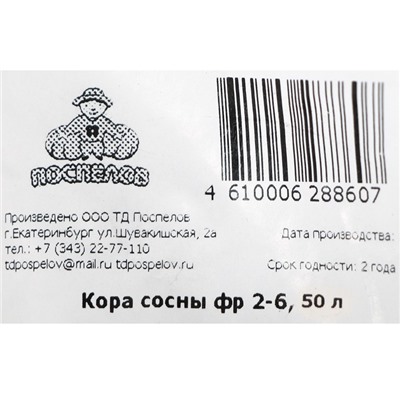 ПОСПЕЛОВ
4 610006 288607
Произведено ООО ТД Поспелов
г.Екатеринбург ул.Шувакишская, 2а
тел.: +7 (343) 22-77-110
tdpospelov@mail.ru tdpospelov.ru
Дата производства:
Срок годности: 2 года
Кора сосны фр 2-6, 50 л